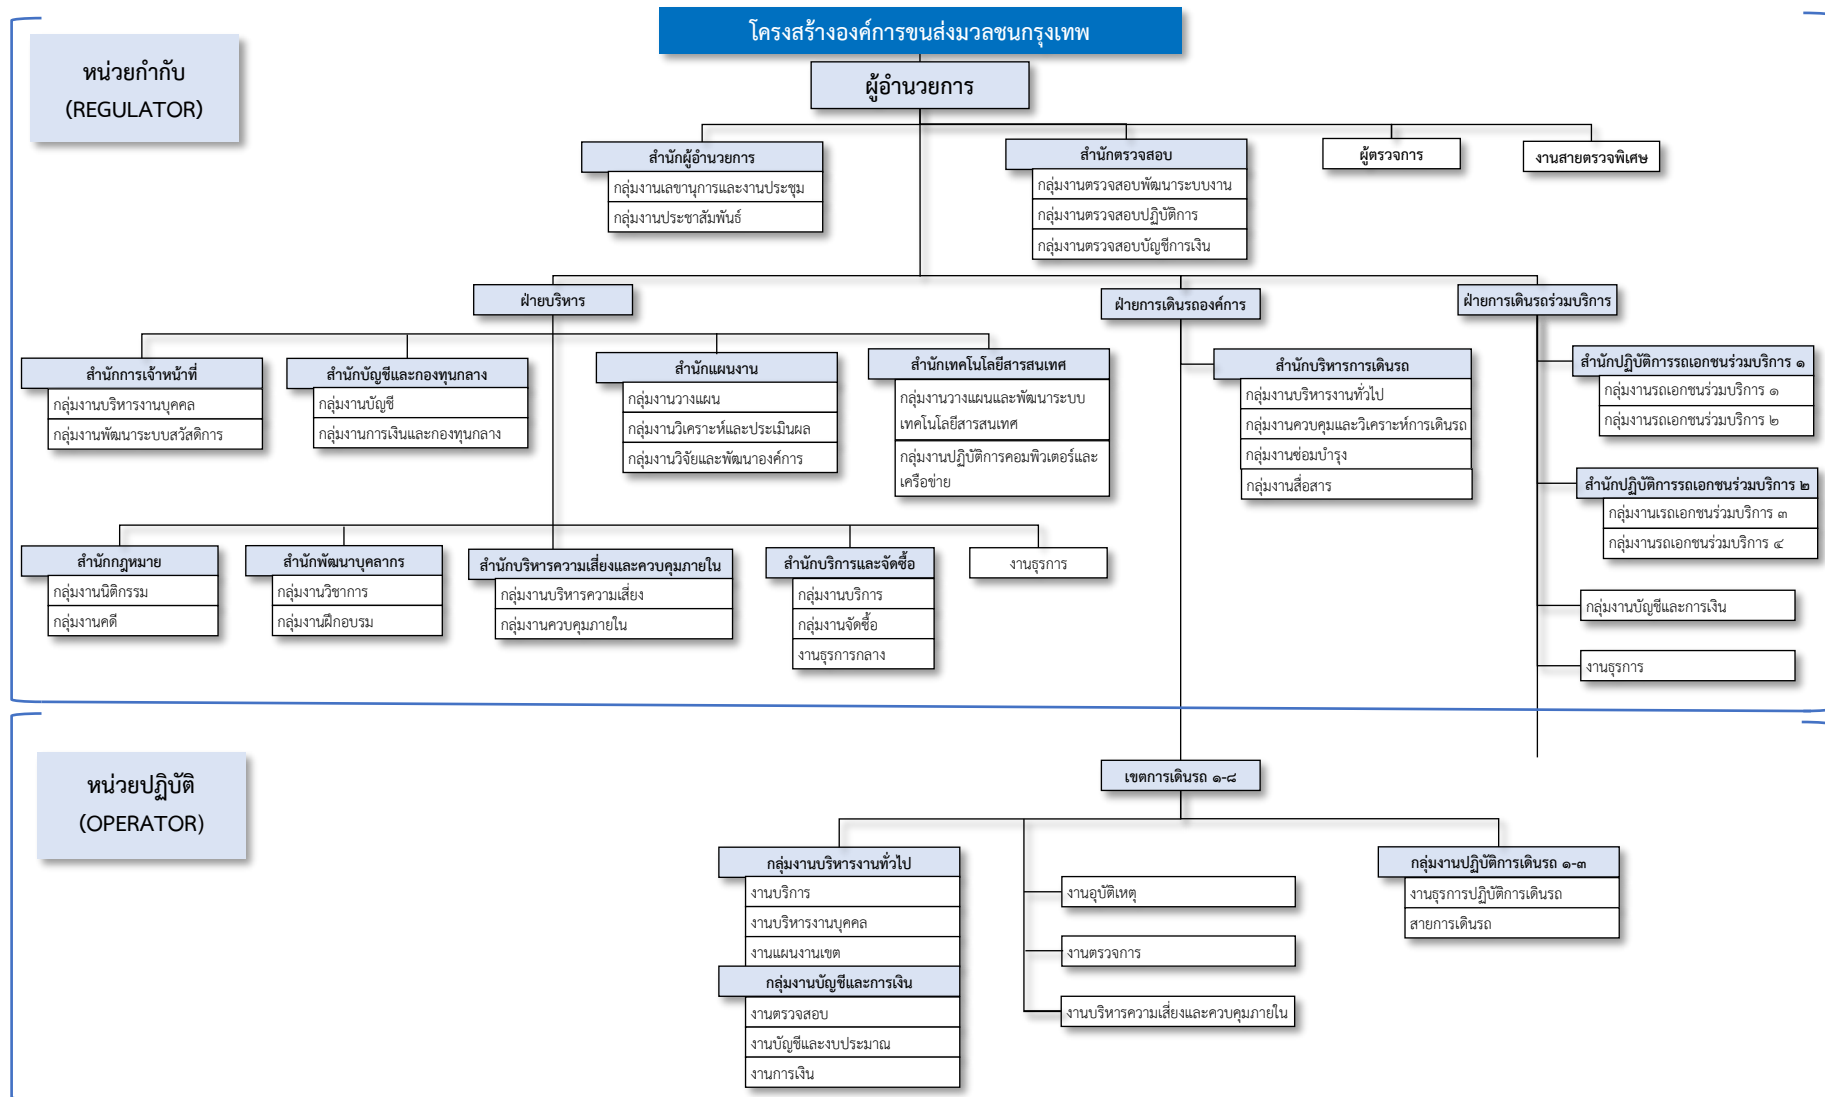 โครงสร้างองค์การขนส่งมวลชนกรุงเทพ
หน่วยกำกับ
(REGULATOR)
ผู้อำนวยการ
สำนักผู้อำนวยการ
กลุ่มงานเลขานุการและงานประชุม
กลุ่มงานประชาสัมพันธ์
สำนักตรวจสอบ
กลุ่มงานตรวจสอบพัฒนาระบบงาน
กลุ่มงานตรวจสอบปฏิบัติการ
กลุ่มงานตรวจสอบบัญชีการเงิน
ผู้ตรวจการ
งานสายตรวจพิเศษ
ฝ่ายบริหาร
ฝ่ายการเดินรถองค์การ
ฝ่ายการเดินรถร่วมบริการ
สำนักการเจ้าหน้าที่
กลุ่มงานบริหารงานบุคคล
กลุ่มงานพัฒนาระบบสวัสดิการ
สำนักบัญชีและกองทุนกลาง
กลุ่มงานบัญชี
กลุ่มงานการเงินและกองทุนกลาง
สำนักแผนงาน
กลุ่มงานวางแผน
กลุ่มงานวิเคราะห์และประเมินผล
กลุ่มงานวิจัยและพัฒนาองค์การ
สำนักเทคโนโลยีสารสนเทศ
กลุ่มงานวางแผนและพัฒนาระบบ
เทคโนโลยีสารสนเทศ
กลุ่มงานปฏิบัติการคอมพิวเตอร์และ
เครือข่าย
สำนักบริหารการเดินรถ
กลุ่มงานบริหารงานทั่วไป
กลุ่มงานควบคุมและวิเคราะห์การเดินรถ
กลุ่มงานซ่อมบำรุง
กลุ่มงานสื่อสาร
สำนักปฏิบัติการรถเอกชนร่วมบริการ ๑
กลุ่มงานรถเอกชนร่วมบริการ ๑
กลุ่มงานรถเอกชนร่วมบริการ ๒
สำนักปฏิบัติการรถเอกชนร่วมบริการ ๒
กลุ่มงานเรถเอกชนร่วมบริการ ๓
กลุ่มงานรถเอกชนร่วมบริการ ๔
กลุ่มงานบัญชีและการเงิน
งานธุรการ
สำนักกฎหมาย
กลุ่มงานนิติกรรม
กลุ่มงานคดี
สำนักพัฒนาบุคลากร
กลุ่มงานวิชาการ
กลุ่มงานฝึกอบรม
สำนักบริหารความเสี่ยงและควบคุมภายใน
กลุ่มงานบริหารความเสี่ยง
กลุ่มงานควบคุมภายใน
สำนักบริการและจัดซื้อ
กลุ่มงานบริการ
กลุ่มงานจัดซื้อ
งานธุรการกลาง
งานธุรการ
หน่วยปฏิบัติ
(OPERATOR)
เขตการเดินรถ ๑-๘
กลุ่มงานบริหารงานทั่วไป
งานบริการ
งานบริหารงานบุคคล
งานแผนงานเขต
กลุ่มงานบัญชีและการเงิน
งานตรวจสอบ
งานบัญชีและงบประมาณ
งานการเงิน
งานอุบัติเหตุ
งานตรวจการ
งานบริหารความเสี่ยงและควบคุมภายใน
กลุ่มงานปฏิบัติการเดินรถ ๑-๓
งานธุรการปฏิบัติการเดินรถ
สายการเดินรถ